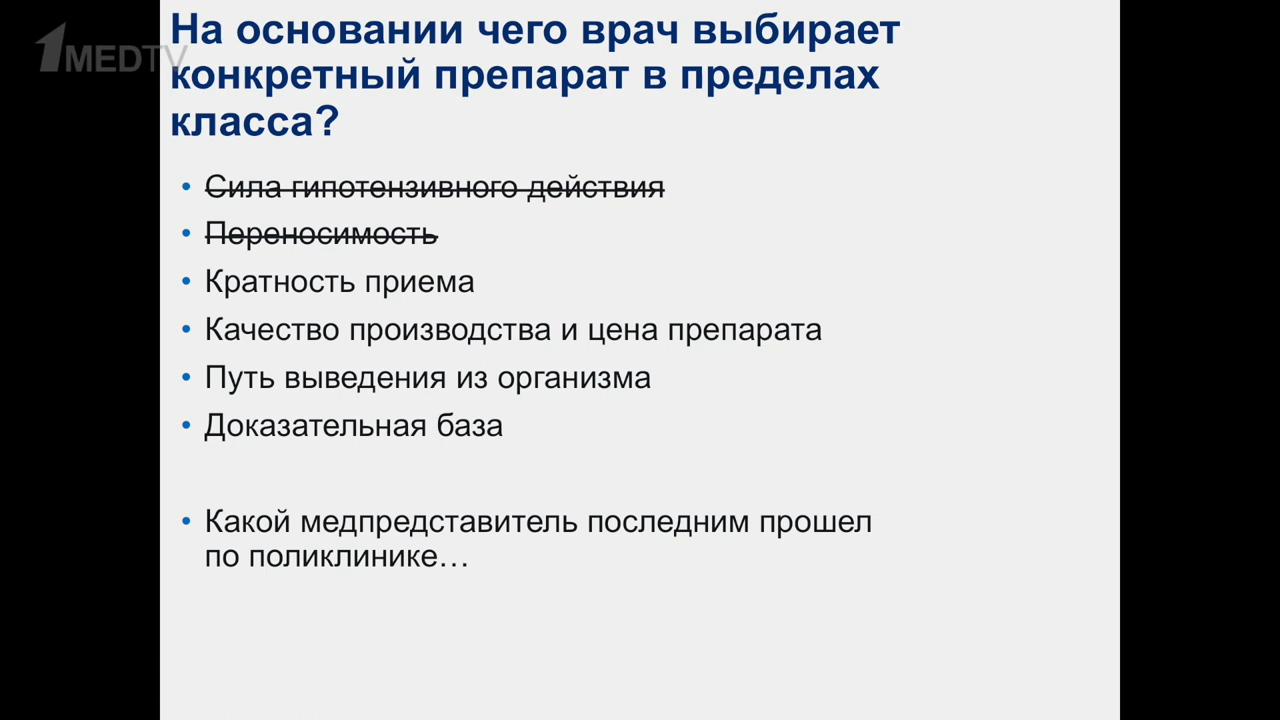 1MEDTV
На основании чего врач выбирает
конкретный препарат в пределах
класса?
• Сила гипотензивного действия
• Переносимость
• Кратность приема
• Качество производства и цена препарата
• Путь выведения из организма
• Доказательная база
• Какой медпредставитель последним прошел
по поликлинике…